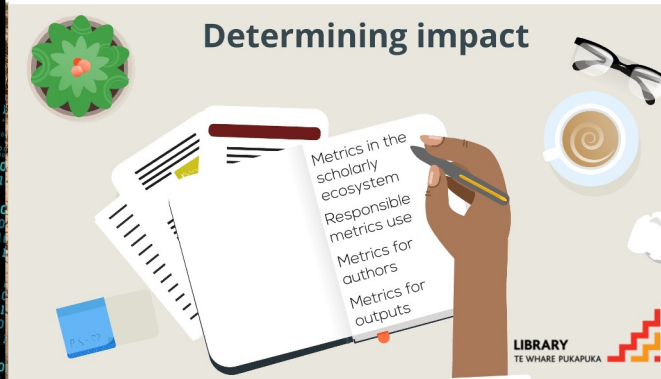 Determining impact
Metrics in the
scholarly
ecosystem
Responsible
metrics use
Metrics for
authors
Metrics for
outputs
LIBRARY
TE WHARE PUKAPUKA